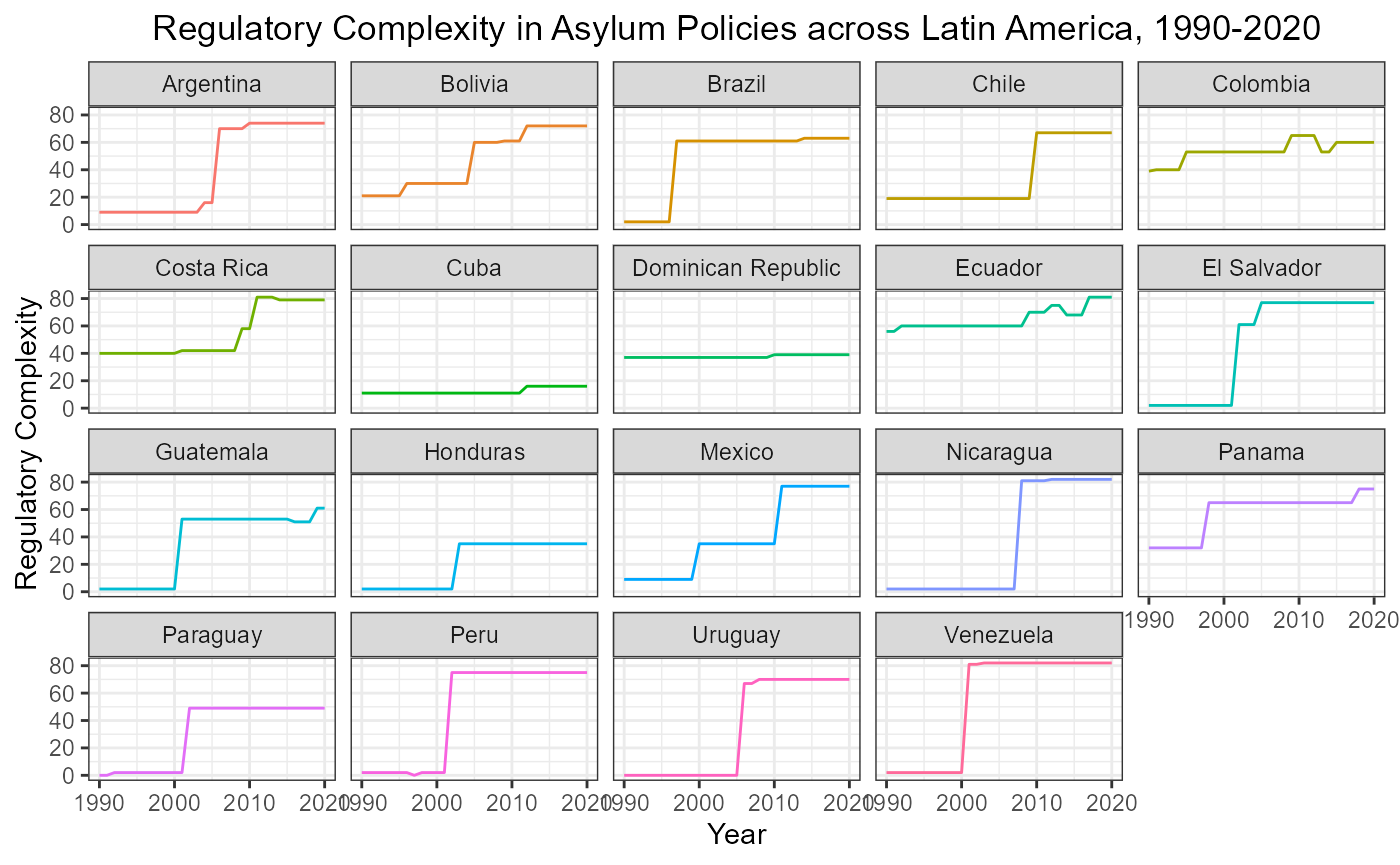 Regulatory Complexity in Asylum Policies across Latin America, 1990-2020
Argentina Bolivia Brazil Chile Colombia
80
60
40
20
0
Costa Rica Cuba Dominican Republic Ecuador El Salvador
80
60
40
20
0
Guatemala Honduras Mexico Nicaragua Panama
80
60
40
20
0
1990 2000 2010 2020
Paraguay Peru Uruguay Venezuela
80
60
40
20
0
1990 2000 2010 2020 1990 2000 2010 2020 1990 2000 2010 2020 1990 2000 2010 2020
Year
Regulatory Complexity